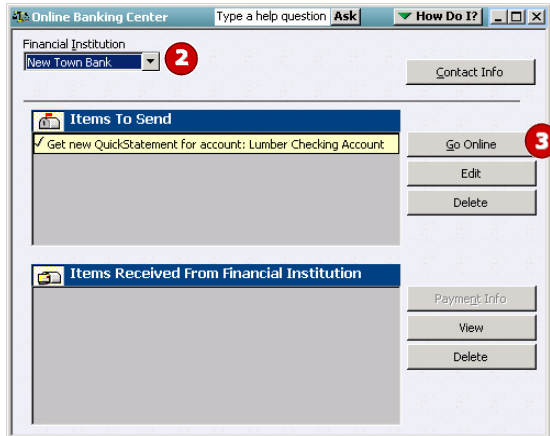 Online Banking Center Type a help question Ask How Do I?
Financial Institution
New Town Bank 2
Contact Info
Items To Send
Get new QuickStatement for account: Lumber Checking Account
Go Online 3
Edit
Delete
Items Received From Financial Institution
Payment Info
View
Delete